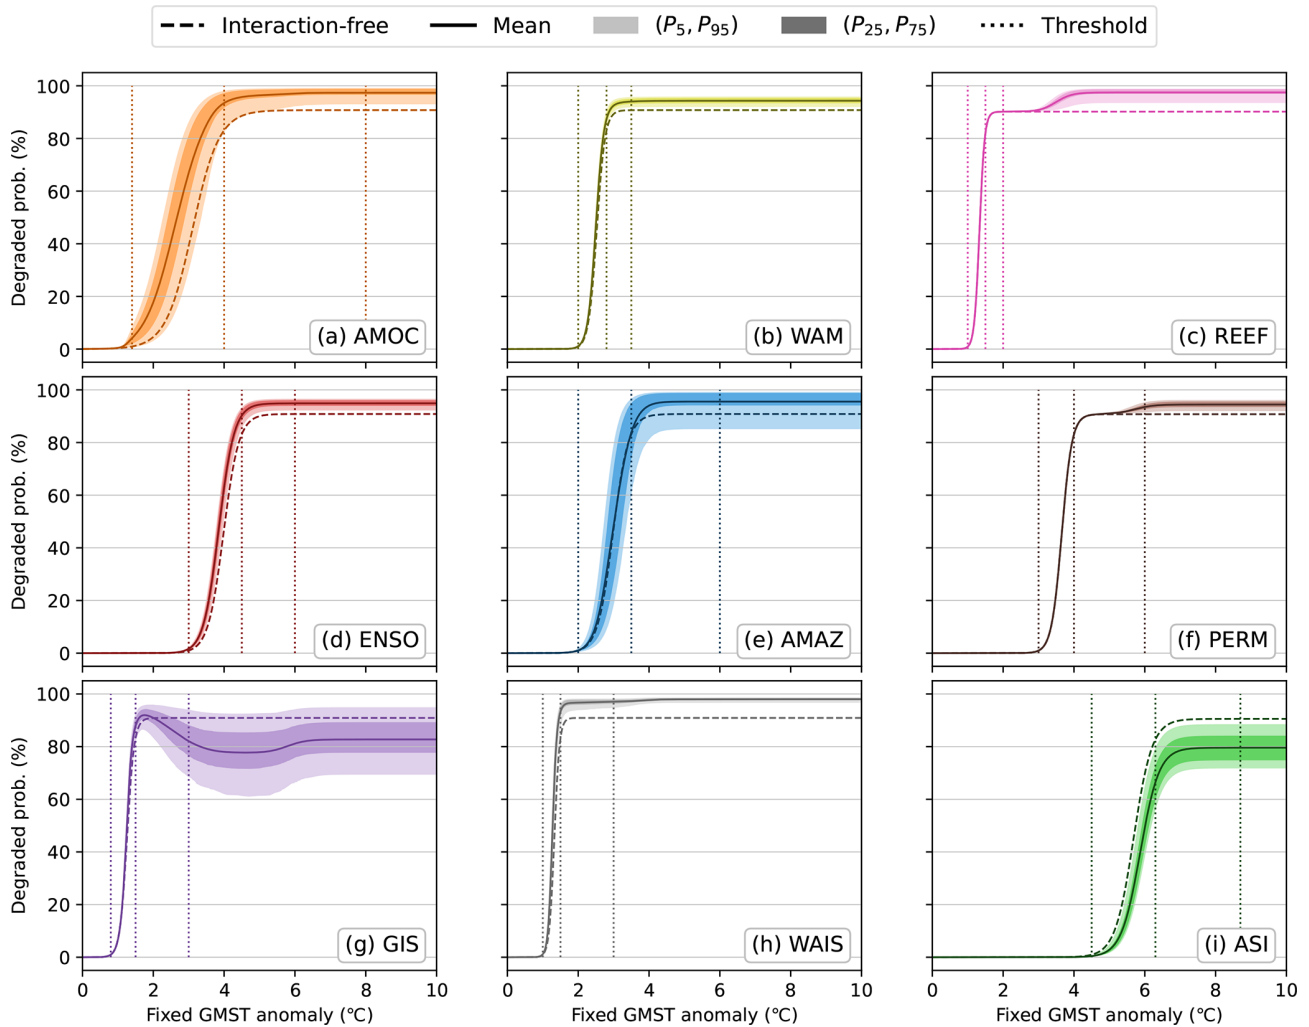 Interaction-free Mean (P5, P95) (P25, P75) Threshold
100
80
60
40
20
0
Degraded prob. (%)
(a) AMOC
(b) WAM
(c) REEF
100
80
60
40
20
0
Degraded prob. (%)
(d) ENSO
(e) AMAZ
(f) PERM
100
80
60
40
20
0
Degraded prob. (%)
(g) GIS
(h) WAIS
(i) ASI
0 2 4 6 8 10
0 2 4 6 8 10
0 2 4 6 8 10
Fixed GMST anomaly (℃)
Fixed GMST anomaly (℃)
Fixed GMST anomaly (℃)